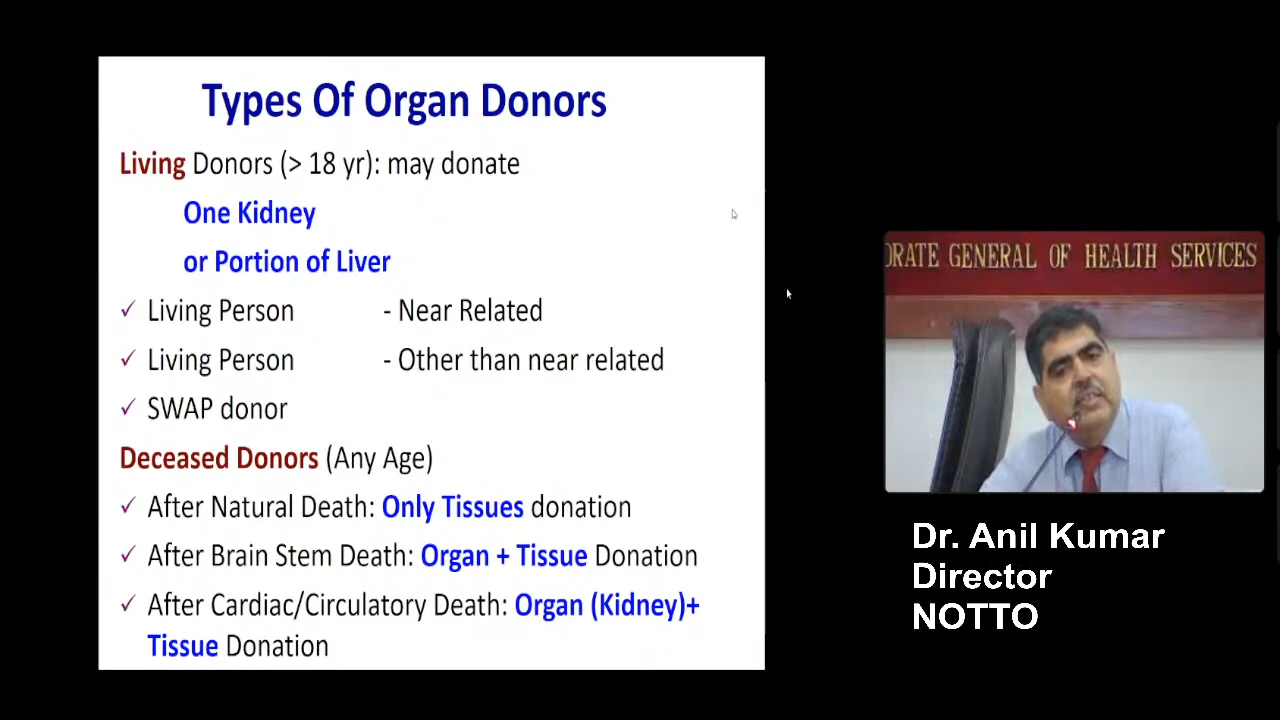 Types Of Organ Donors
Living Donors (> 18 yr): may donate
One Kidney
or Portion of Liver
✓ Living Person - Near Related
✓ Living Person - Other than near related
✓ SWAP donor
Deceased Donors (Any Age)
✓ After Natural Death: Only Tissues donation
✓ After Brain Stem Death: Organ + Tissue Donation
✓ After Cardiac/Circulatory Death: Organ (Kidney)+
Tissue Donation
ORATE GENERAL OF HEALTH SERVICES
Dr. Anil Kumar
Director
NOTTO